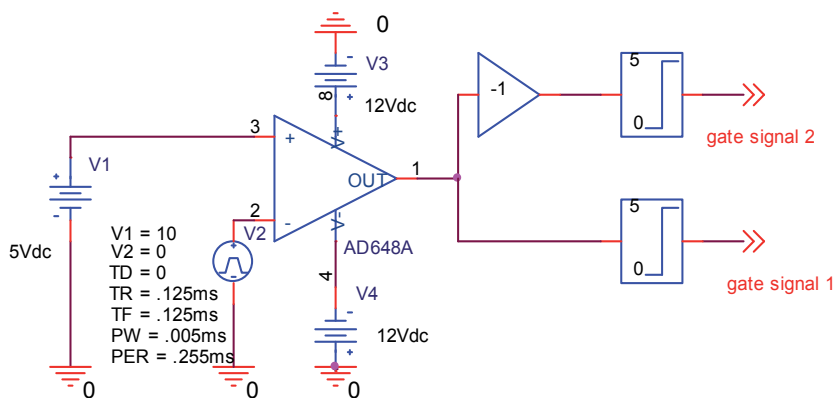 0
-
V3
8
+
12Vdc
V+
3
+
V1
+
-
5Vdc
2
-
V2
+
-
OUT
1
V-
AD648A
4
V4
-
+
12Vdc
V1 = 10
V2 = 0
TD = 0
TR = .125ms
TF = .125ms
PW = .005ms
PER = .255ms
0
0
0
-1
5
0
gate signal 2
5
0
gate signal 1